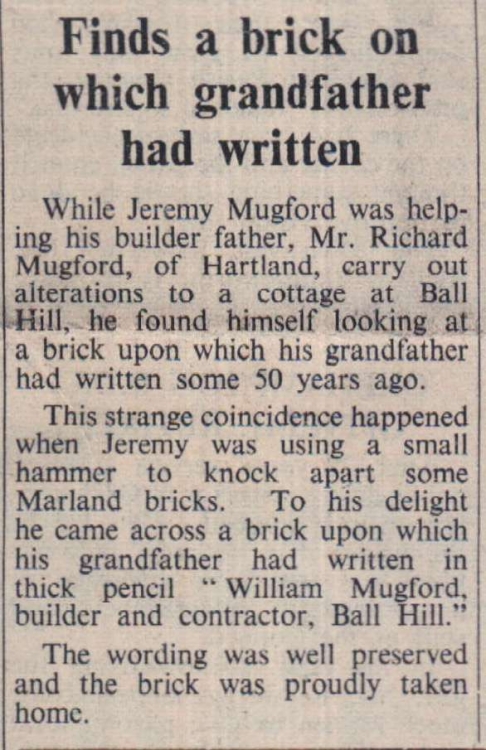 Finds a brick on
which grandfather
had written
While Jeremy Mugford was help-
ing his builder father, Mr. Richard
Mugford, of Hartland, carry out
alterations to a cottage at Ball
Hill, he found himself looking at
a brick upon which his grandfather
had written some 50 years ago.
This strange coincidence happened
when Jeremy was using a small
hammer to knock apart some
Marland bricks. To his delight
he came across a brick upon which
his grandfather had written in
thick pencil “ William Mugford,
builder and contractor, Ball Hill.”
The wording was well preserved
and the brick was proudly taken
home.